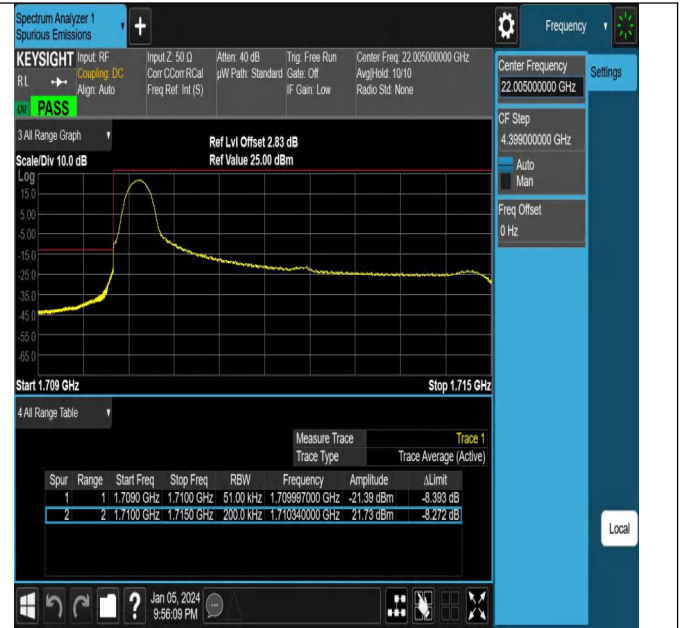 Spectrum Analyzer 1
Spurious Emissions
Frequency
KEYSIGHT Input: RF Input Z: 50 Ω Atten: 40 dB Trig: Free Run Center Freq: 22.005000000 GHz
RL Coupling: DC Corr CCorr RCal µW Path: Standard Gate: Off Avg|Hold: 10/10
Align: Auto Freq Ref: Int (S) IF Gain: Low Radio Std: None
LXI PASS
3 All Range Graph
Ref Lvl Offset 2.83 dB
Scale/Div 10.0 dB Ref Value 25.00 dBm
Log
15.0
5.00
-5.00
-15.0
-25.0
-35.0
-45.0
-55.0
-65.0
Start 1.709 GHz Stop 1.715 GHz
4 All Range Table
Measure Trace Trace 1
Trace Type Trace Average (Active)
Spur Range Start Freq Stop Freq RBW Frequency Amplitude ΔLimit
1 1 1.7090 GHz 1.7100 GHz 51.00 kHz 1.709997000 GHz -21.39 dBm -8.393 dB
2 2 1.7100 GHz 1.7150 GHz 200.0 kHz 1.710340000 GHz 21.73 dBm -8.272 dB
Center Frequency
22.005000000 GHz
Settings
CF Step
4.399000000 GHz
Auto
Man
Freq Offset
0 Hz
Local
Jan 05, 2024
9:56:09 PM